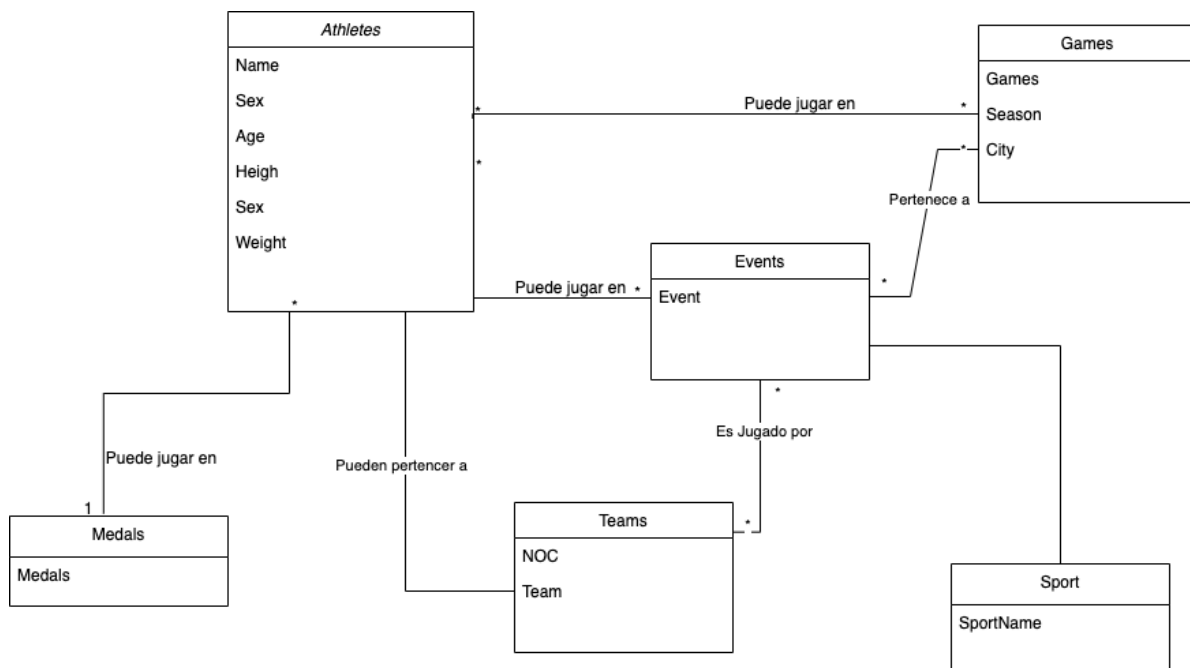 Athletes
Name
Sex
Age
Heigh
Sex
Weight
*
*
*
Puede jugar en
*
Games
Games
Season
City
*
Pertenece a
*
Puede jugar en
*
Events
Event
*
Es Jugado por
*
Puede jugar en
1
Medals
Medals
Pueden pertencer a
Teams
NOC
Team
Sport
SportName